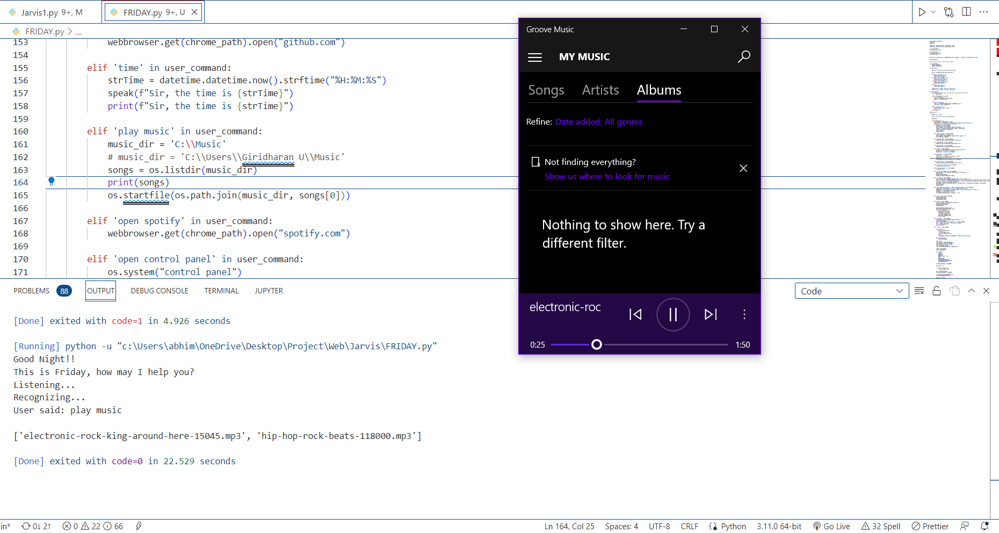 Jarvis1.py 9+, M
FRIDAY.py 9+, U
FRIDAY.py > ...
153 webbrowser.get(chrome_path).open("github.com")
154
155 elif 'time' in user_command:
156 strTime = datetime.datetime.now().strftime("%H:%M:%S")
157 speak(f"Sir, the time is {strTime}")
158 print(f"Sir, the time is {strTime}")
159
160 elif 'play music' in user_command:
161 music_dir = 'C:\\Music'
162 # music_dir = 'C:\\Users\\Giridharan U\\Music'
163 songs = os.listdir(music_dir)
164 print(songs)
165 os.startfile(os.path.join(music_dir, songs[0]))
166
167 elif 'open spotify' in user_command:
168 webbrowser.get(chrome_path).open("spotify.com")
169
170 elif 'open control panel' in user_command:
171 os.system("control panel")
Groove Music
MY MUSIC
Songs Artists Albums
Refine: Date added, All genres
Not finding everything?
Show us where to look for music
Nothing to show here. Try a
different filter.
electronic-roc
0:25 1:50
PROBLEMS 88 OUTPUT DEBUG CONSOLE TERMINAL JUPYTER Code
[Done] exited with code=1 in 4.926 seconds
[Running] python -u "c:\Users\abhim\OneDrive\Desktop\Project\Web\Jarvis\FRIDAY.py"
Good Night!!
This is Friday, how may I help you?
Listening...
Recognizing...
User said: play music
['electronic-rock-king-around-here-15045.mp3', 'hip-hop-rock-beats-118000.mp3']
[Done] exited with code=0 in 22.529 seconds
in* 0↓ 2↑ 0 22 66 Ln 164, Col 25 Spaces: 4 UTF-8 CRLF Python 3.11.0 64-bit Go Live 32 Spell Prettier